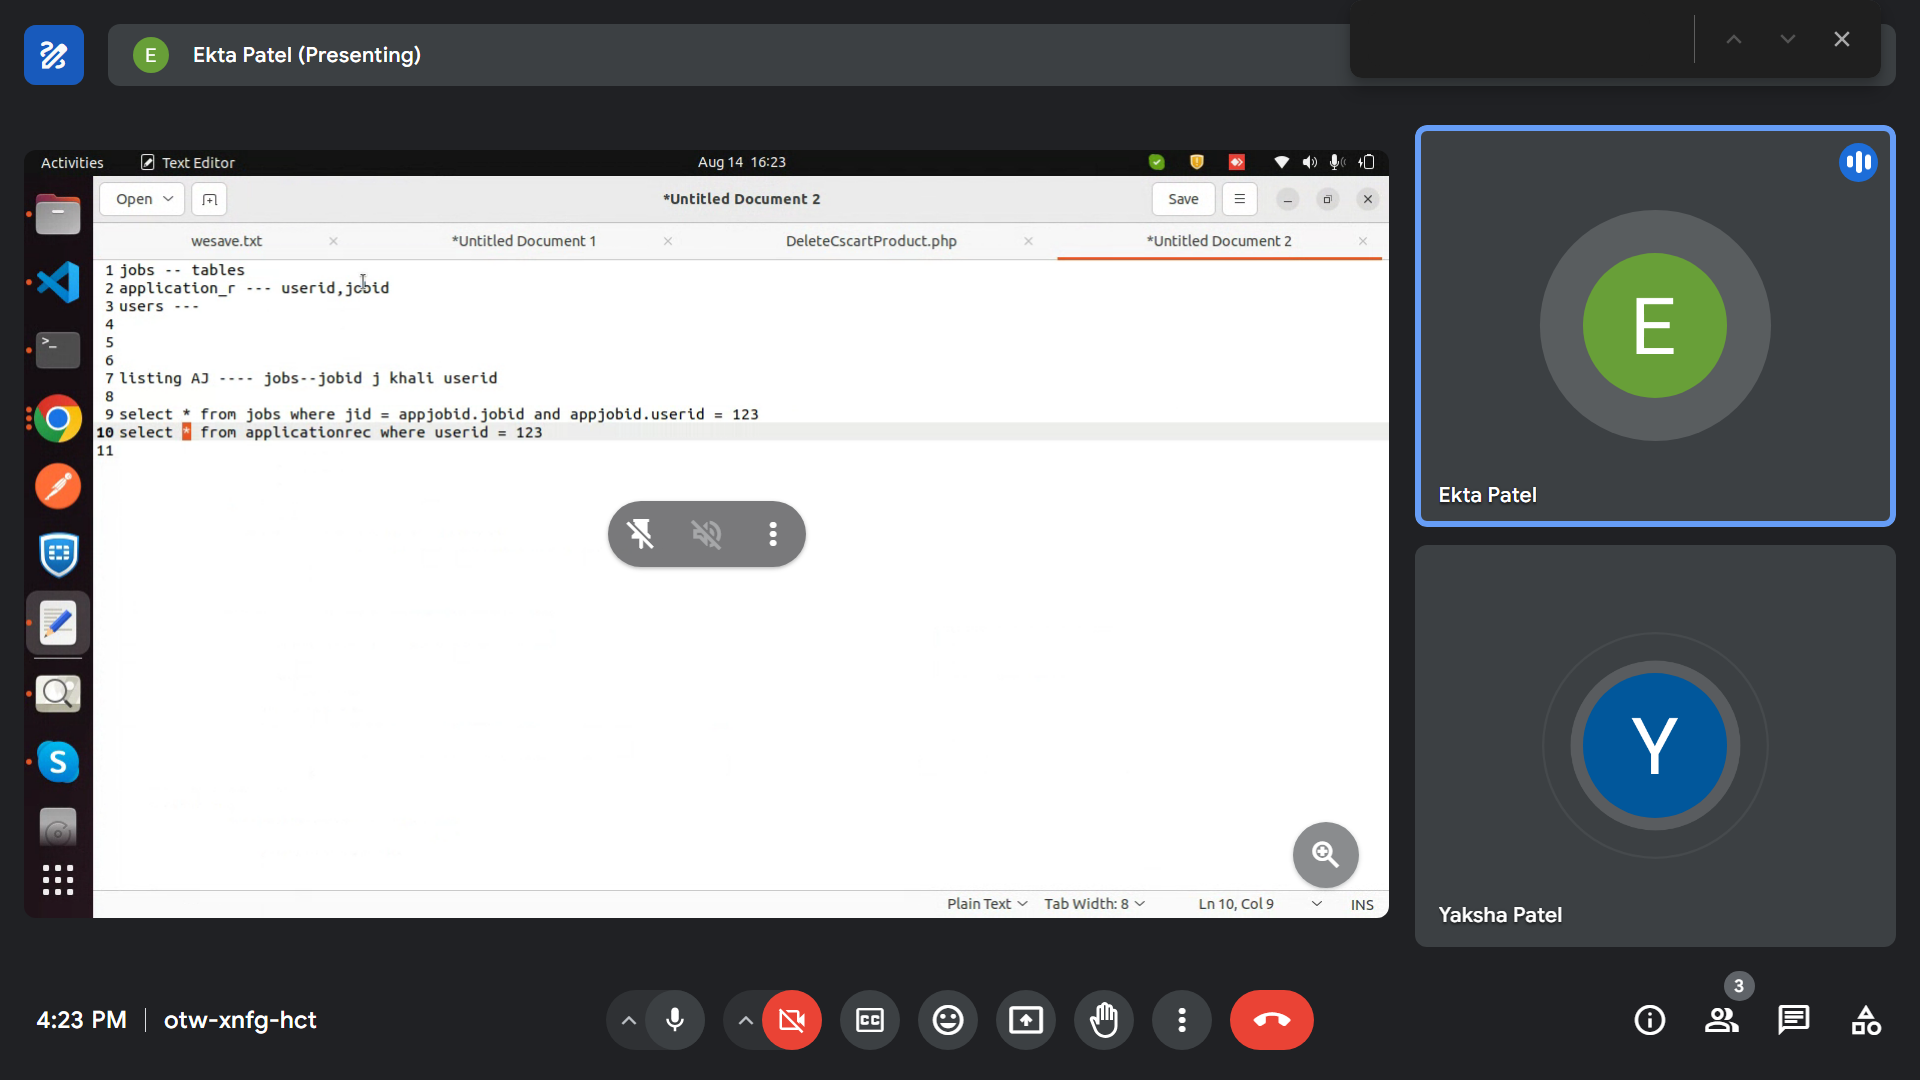 E
Ekta Patel (Presenting)
Activities
Text Editor
Aug 14 16:23
Open
*Untitled Document 2
Save
wesave.txt
*Untitled Document 1
DeleteCscartProduct.php
*Untitled Document 2
1 jobs -- tables
2 application_r --- userid,jobid
3 users ---
4
5
6
7 listing AJ ---- jobs--jobid j khali userid
8
9 select * from jobs where jid = appjobid.jobid and appjobid.userid = 123
10 select * from applicationrec where userid = 123
11
Plain Text
Tab Width: 8
Ln 10, Col 9
INS
E
Ekta Patel
Y
Yaksha Patel
S
4:23 PM
otw-xnfg-hct
CC
3